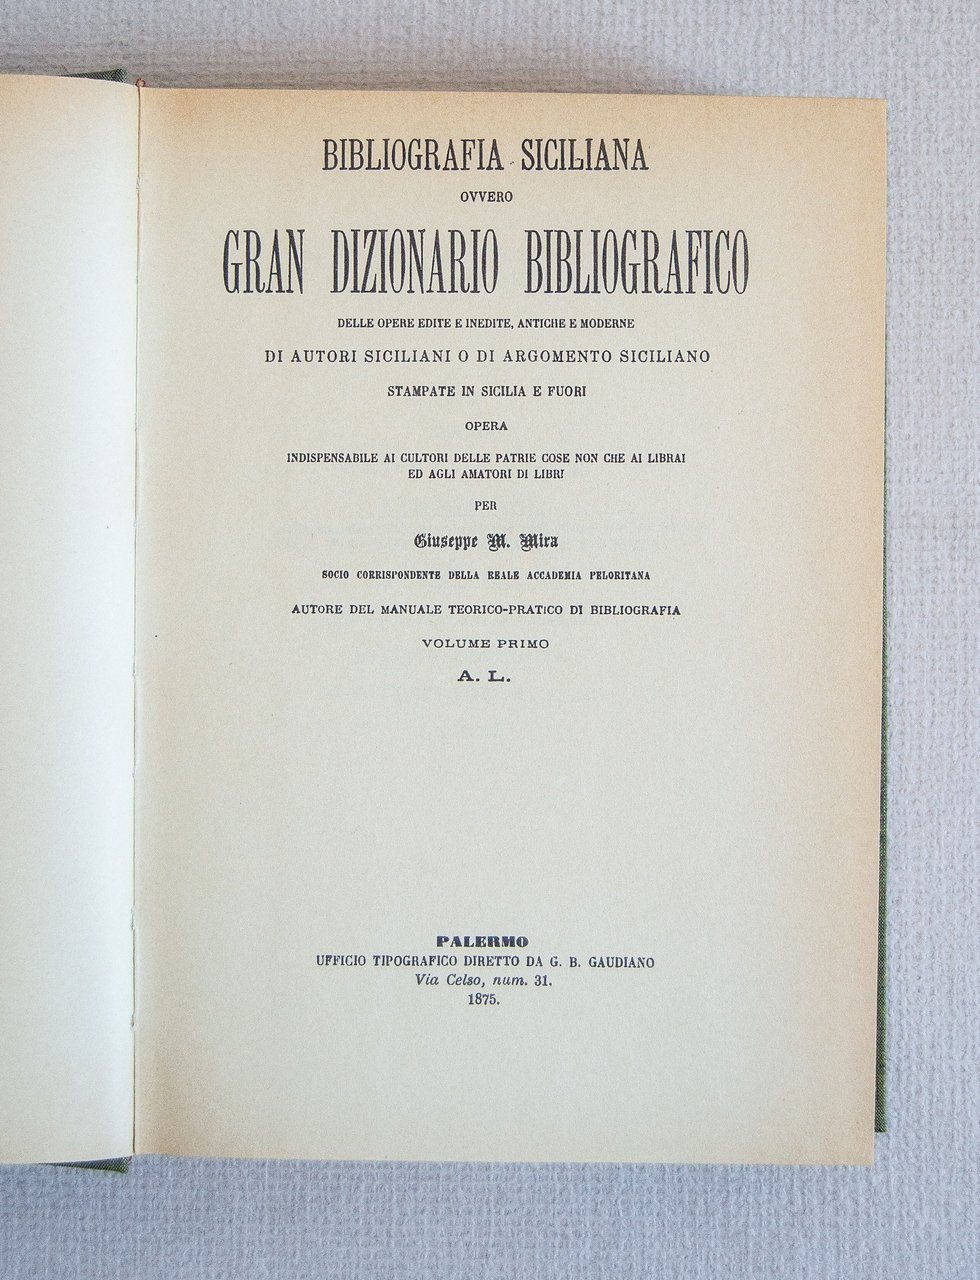 BIBLIOGRAFIA SICILIANA
OVVERO
GRAN DIZIONARIO BIBLIOGRAFICO
DELLE OPERE EDITE E INEDITE, ANTICHE E MODERNE
DI AUTORI SICILIANI O DI ARGOMENTO SICILIANO
STAMPATE IN SICILIA E FUORI
OPERA
INDISPENSABILE AI CULTORI DELLE PATRIE COSE NON CHE AI LIBRAI
ED AGLI AMATORI DI LIBRI
PER
Giuseppe M. Mira
SOCIO CORRISPONDENTE DELLA REALE ACCADEMIA PELORITANA
AUTORE DEL MANUALE TEORICO-PRATICO DI BIBLIOGRAFIA
VOLUME PRIMO
A. L.
PALERMO
UFFICIO TIPOGRAFICO DIRETTO DA G. B. GAUDIANO
Via Celso, num. 31.
1875.